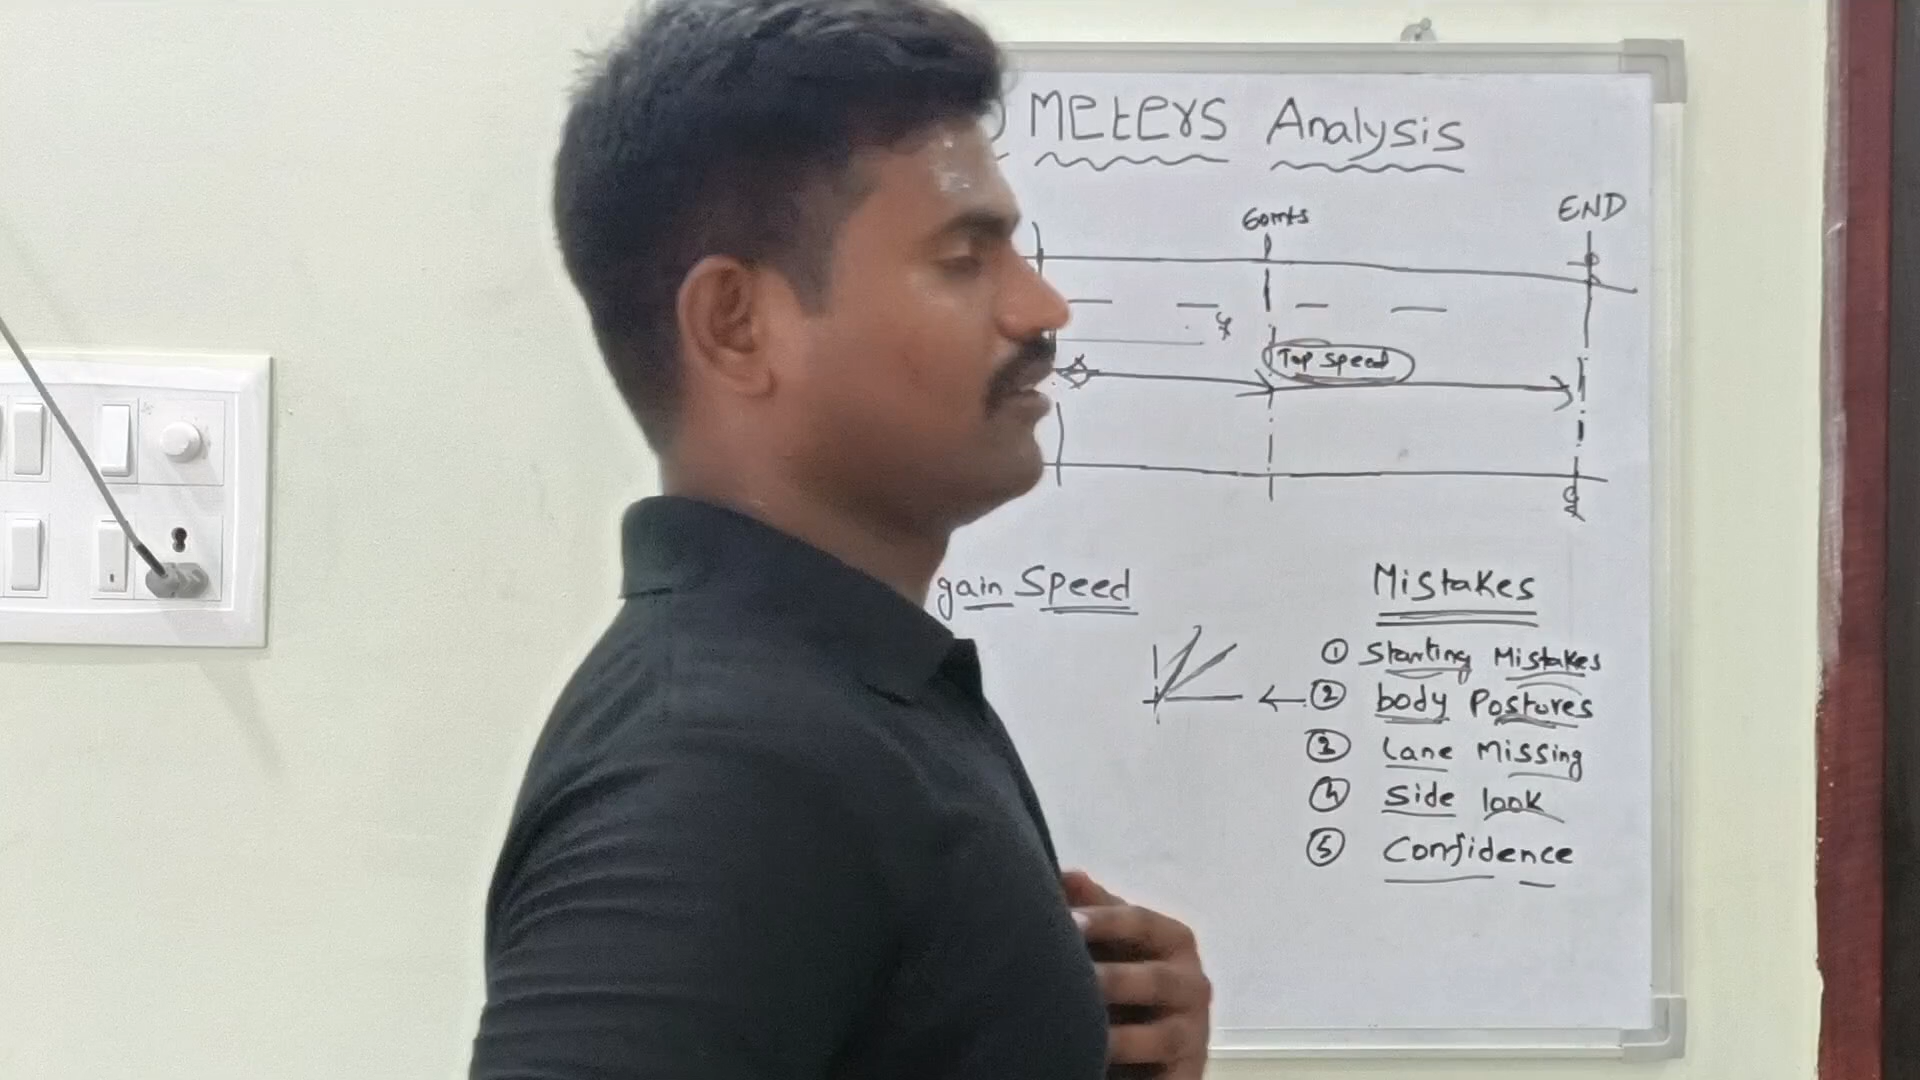 Meters Analysis
60mts
END
Top Speed
gain Speed
Mistakes
① Starting Mistakes
② body Postures
③ Lane Missing
④ Side look
⑤ Confidence